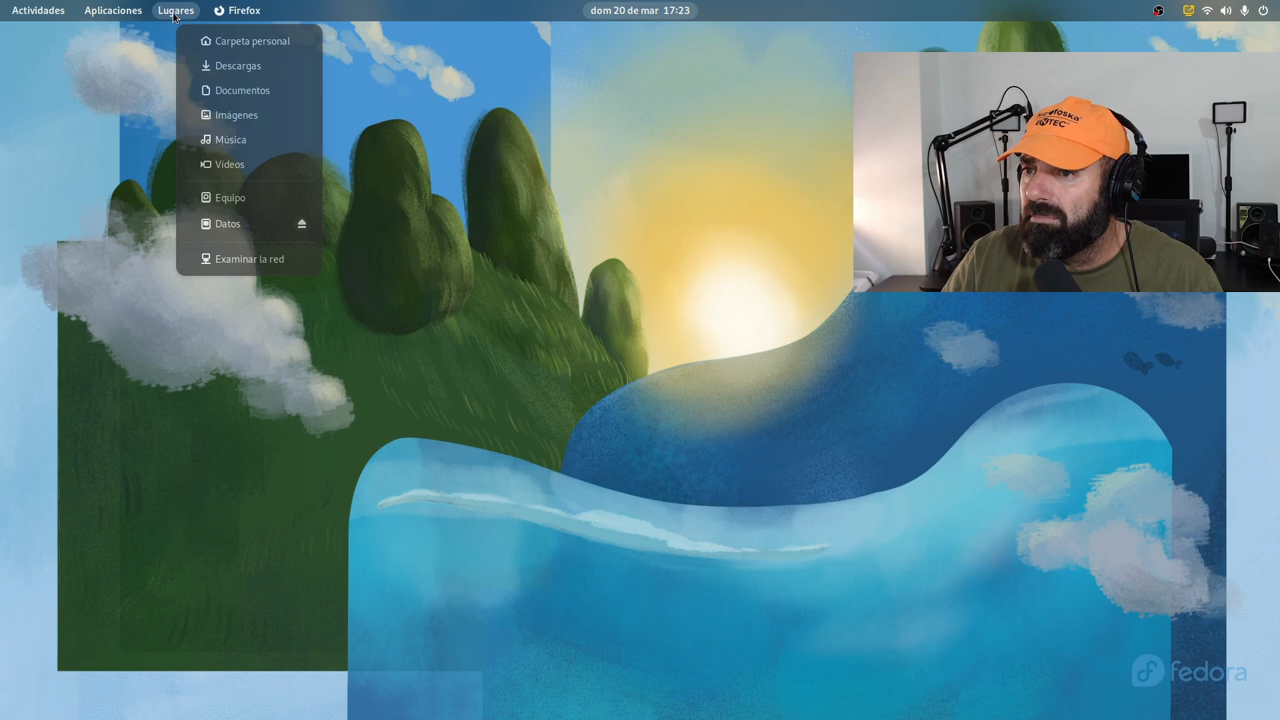 Actividades Aplicaciones Lugares Firefox dom 20 de mar 17:23
Carpeta personal
Descargas
Documentos
Imágenes
Música
Vídeos
Equipo
Datos
Examinar la red
fedora